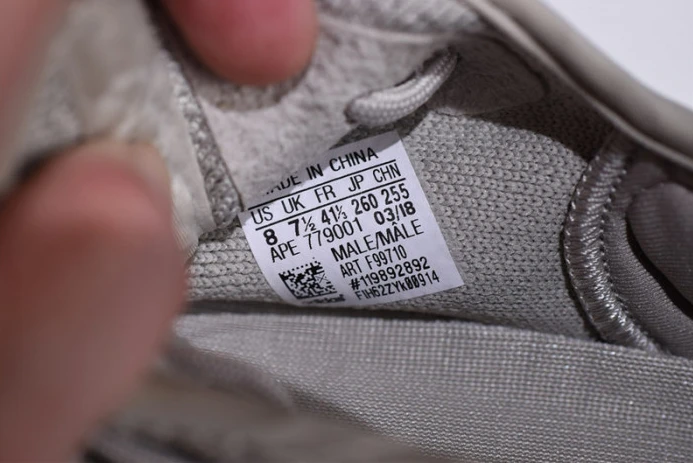 MADE IN CHINA
US UK FR JP CHN
8 7½ 41⅓ 260 255
APE 779001 03/18
MALE/MÂLE
ART F99710
#119892892
adidas